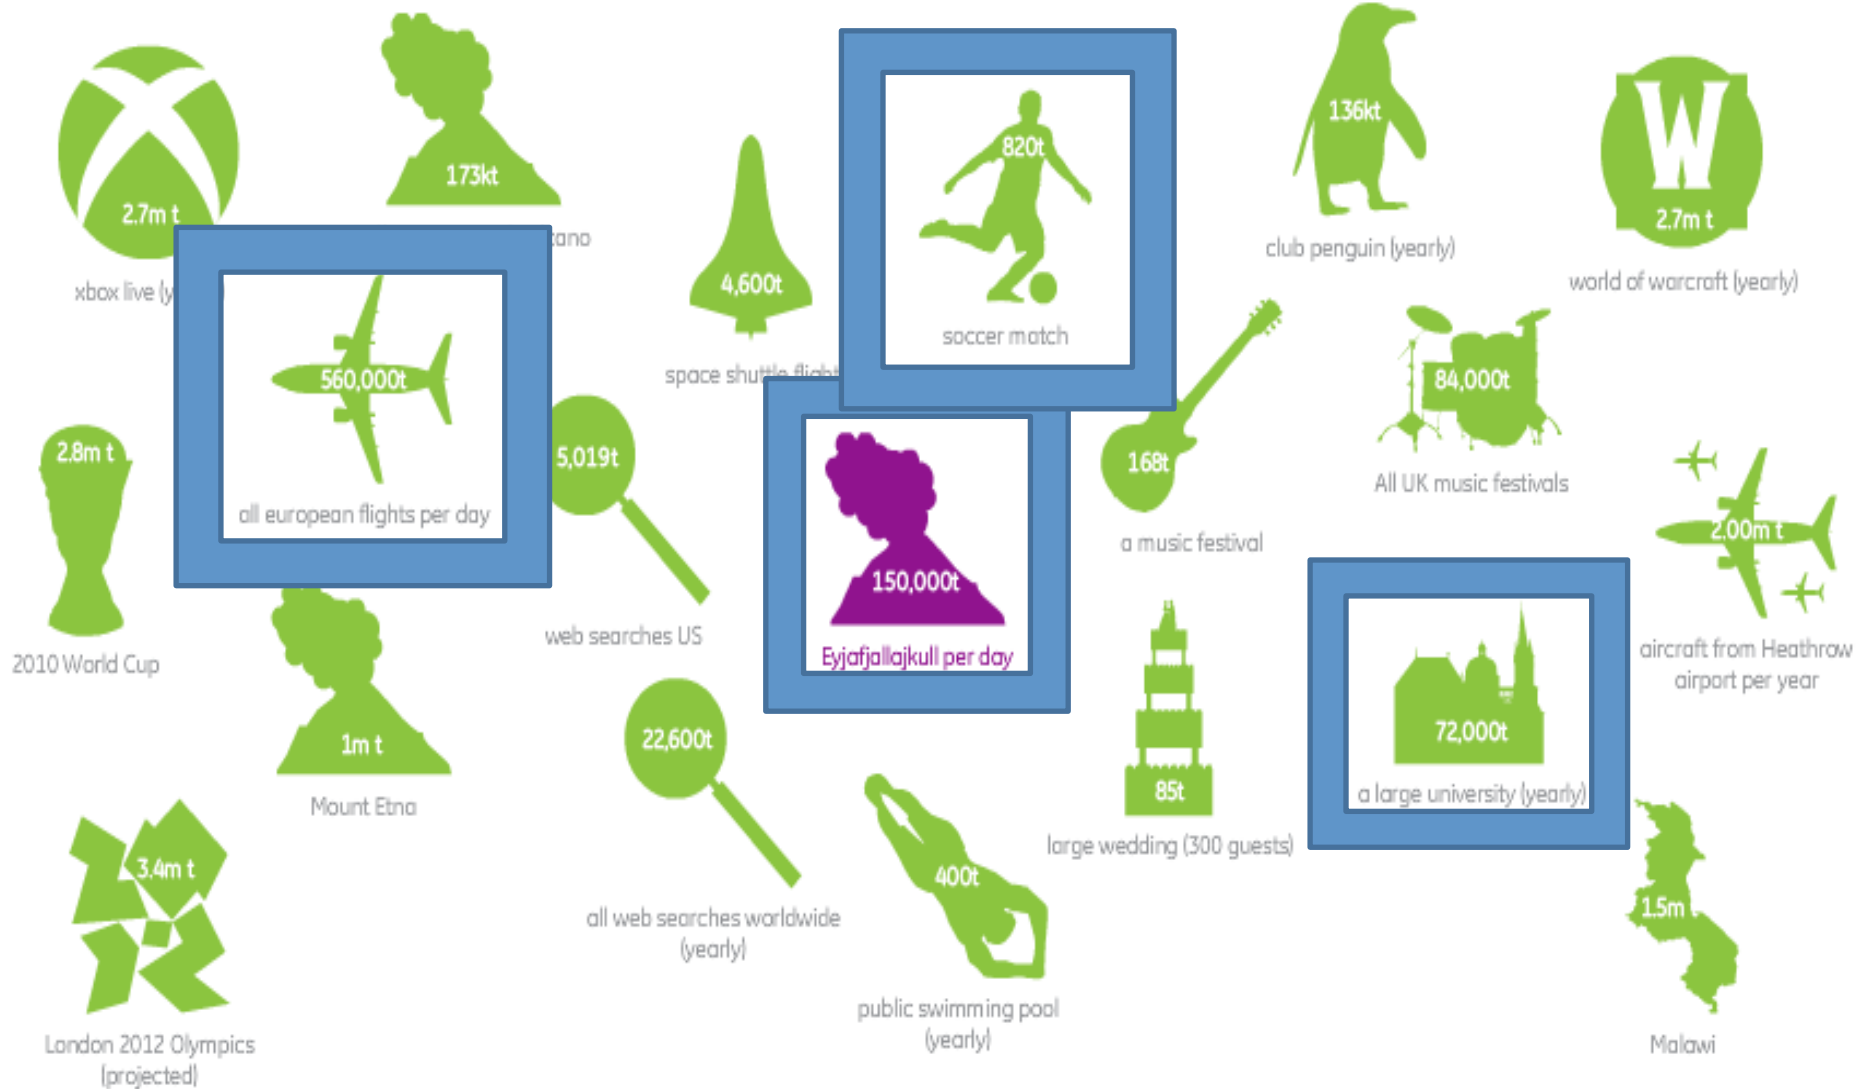 2.7m t
xbox live (y
173kt
cano
4,600t
space shuttle flight
820t
soccer match
136kt
club penguin (yearly)
W
2.7m t
world of warcraft (yearly)
560,000t
all european flights per day
2.8m t
2010 World Cup
5,019t
web searches US
150,000t
Eyjafjallajkull per day
168t
a music festival
84,000t
All UK music festivals
2.00m t
aircraft from Heathrow
airport per year
1m t
Mount Etna
22,600t
all web searches worldwide
(yearly)
85t
large wedding (300 guests)
72,000t
a large university (yearly)
3.4m t
London 2012 Olympics
(projected)
400t
public swimming pool
(yearly)
1.5m
Malawi